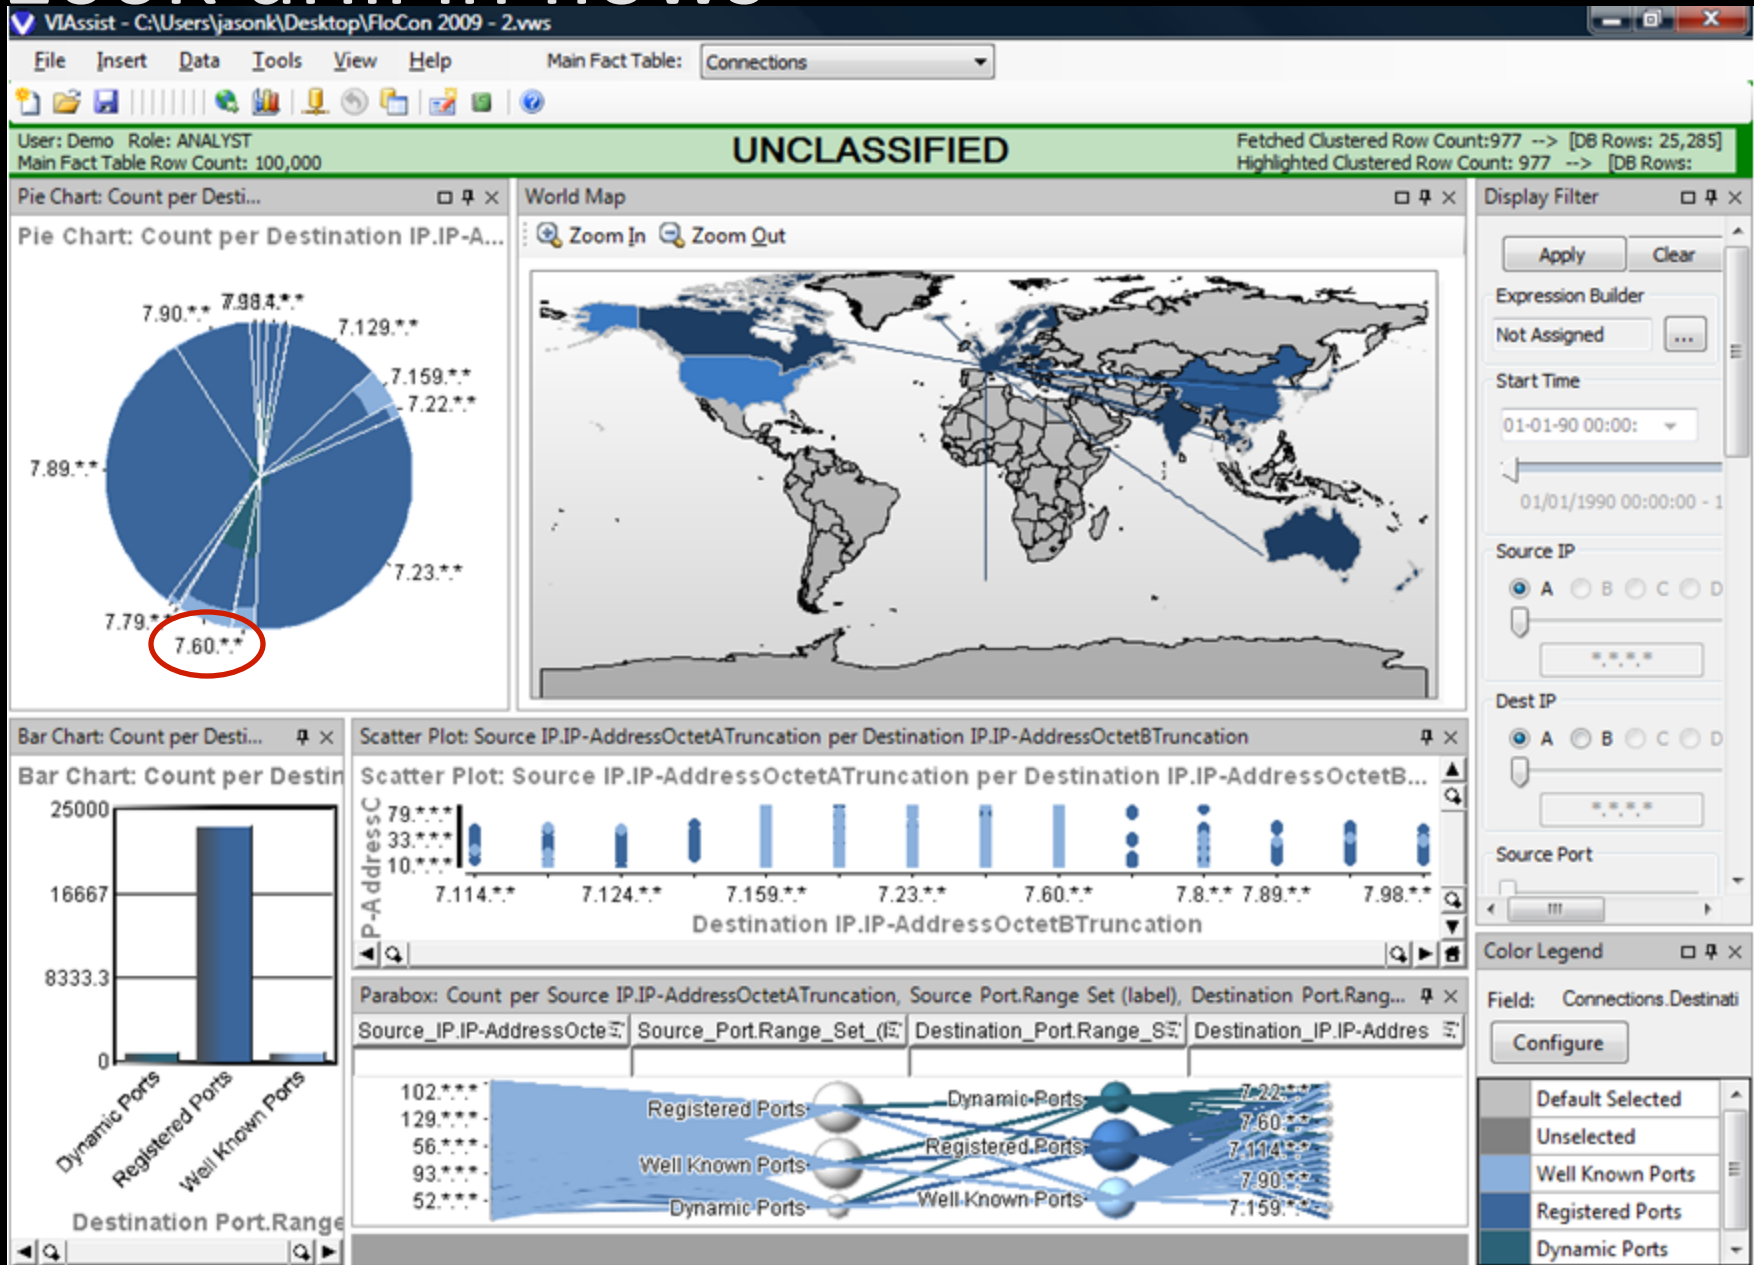 VIAssist - C:\Users\jasonk\Desktop\FloCon 2009 - 2.vws
File Insert Data Tools View Help Main Fact Table: Connections
User: Demo Role: ANALYST
Main Fact Table Row Count: 100,000
UNCLASSIFIED
Fetched Clustered Row Count:977 --> [DB Rows: 25,285]
Highlighted Clustered Row Count: 977 --> [DB Rows:
Pie Chart: Count per Desti...
Pie Chart: Count per Destination IP.IP-A...
7.90.*.*
7.129.*.*
7.159.*.*
7.22.*.*
7.89.*.*
7.23.*.*
7.79.*
7.60.*.*
World Map
Zoom In Zoom Out
Display Filter
Apply Clear
Expression Builder
Not Assigned ...
Start Time
01-01-90 00:00:
01/01/1990 00:00:00 - 1
Source IP
A B C D
*.*.*.*
Dest IP
A B C D
*.*.*.*
Source Port
Bar Chart: Count per Desti...
Bar Chart: Count per Destin
25000
16667
8333.3
0
Dynamic Ports
Registered Ports
Well Known Ports
Destination Port.Range
Scatter Plot: Source IP.IP-AddressOctetATruncation per Destination IP.IP-AddressOctetBTruncation
Scatter Plot: Source IP.IP-AddressOctetATruncation per Destination IP.IP-AddressOctetB...
P-AddressC
79.*.*.*
33.*.*.*
10.*.*.*
7.114.*.* 7.124.*.* 7.159.*.* 7.23.*.* 7.60.*.* 7.8.*.* 7.89.*.* 7.98.*.*
Destination IP.IP-AddressOctetBTruncation
Parabox: Count per Source IP.IP-AddressOctetATruncation, Source Port.Range Set (label), Destination Port.Rang...
Source_IP.IP-AddressOcte Source_Port.Range_Set_( Destination_Port.Range_S Destination_IP.IP-Addres
102.*.*.*
129.*.*.*
56.*.*.*
93.*.*.*
52.*.*.*
Registered Ports
Well Known Ports
Dynamic Ports
Dynamic Ports
Registered Ports
Well Known Ports
7.22.*.*
7.60.*.*
7.114.*.*
7.90.*.*
7.159.*.*
Color Legend
Field: Connections.Destinati
Configure
Default Selected
Unselected
Well Known Ports
Registered Ports
Dynamic Ports